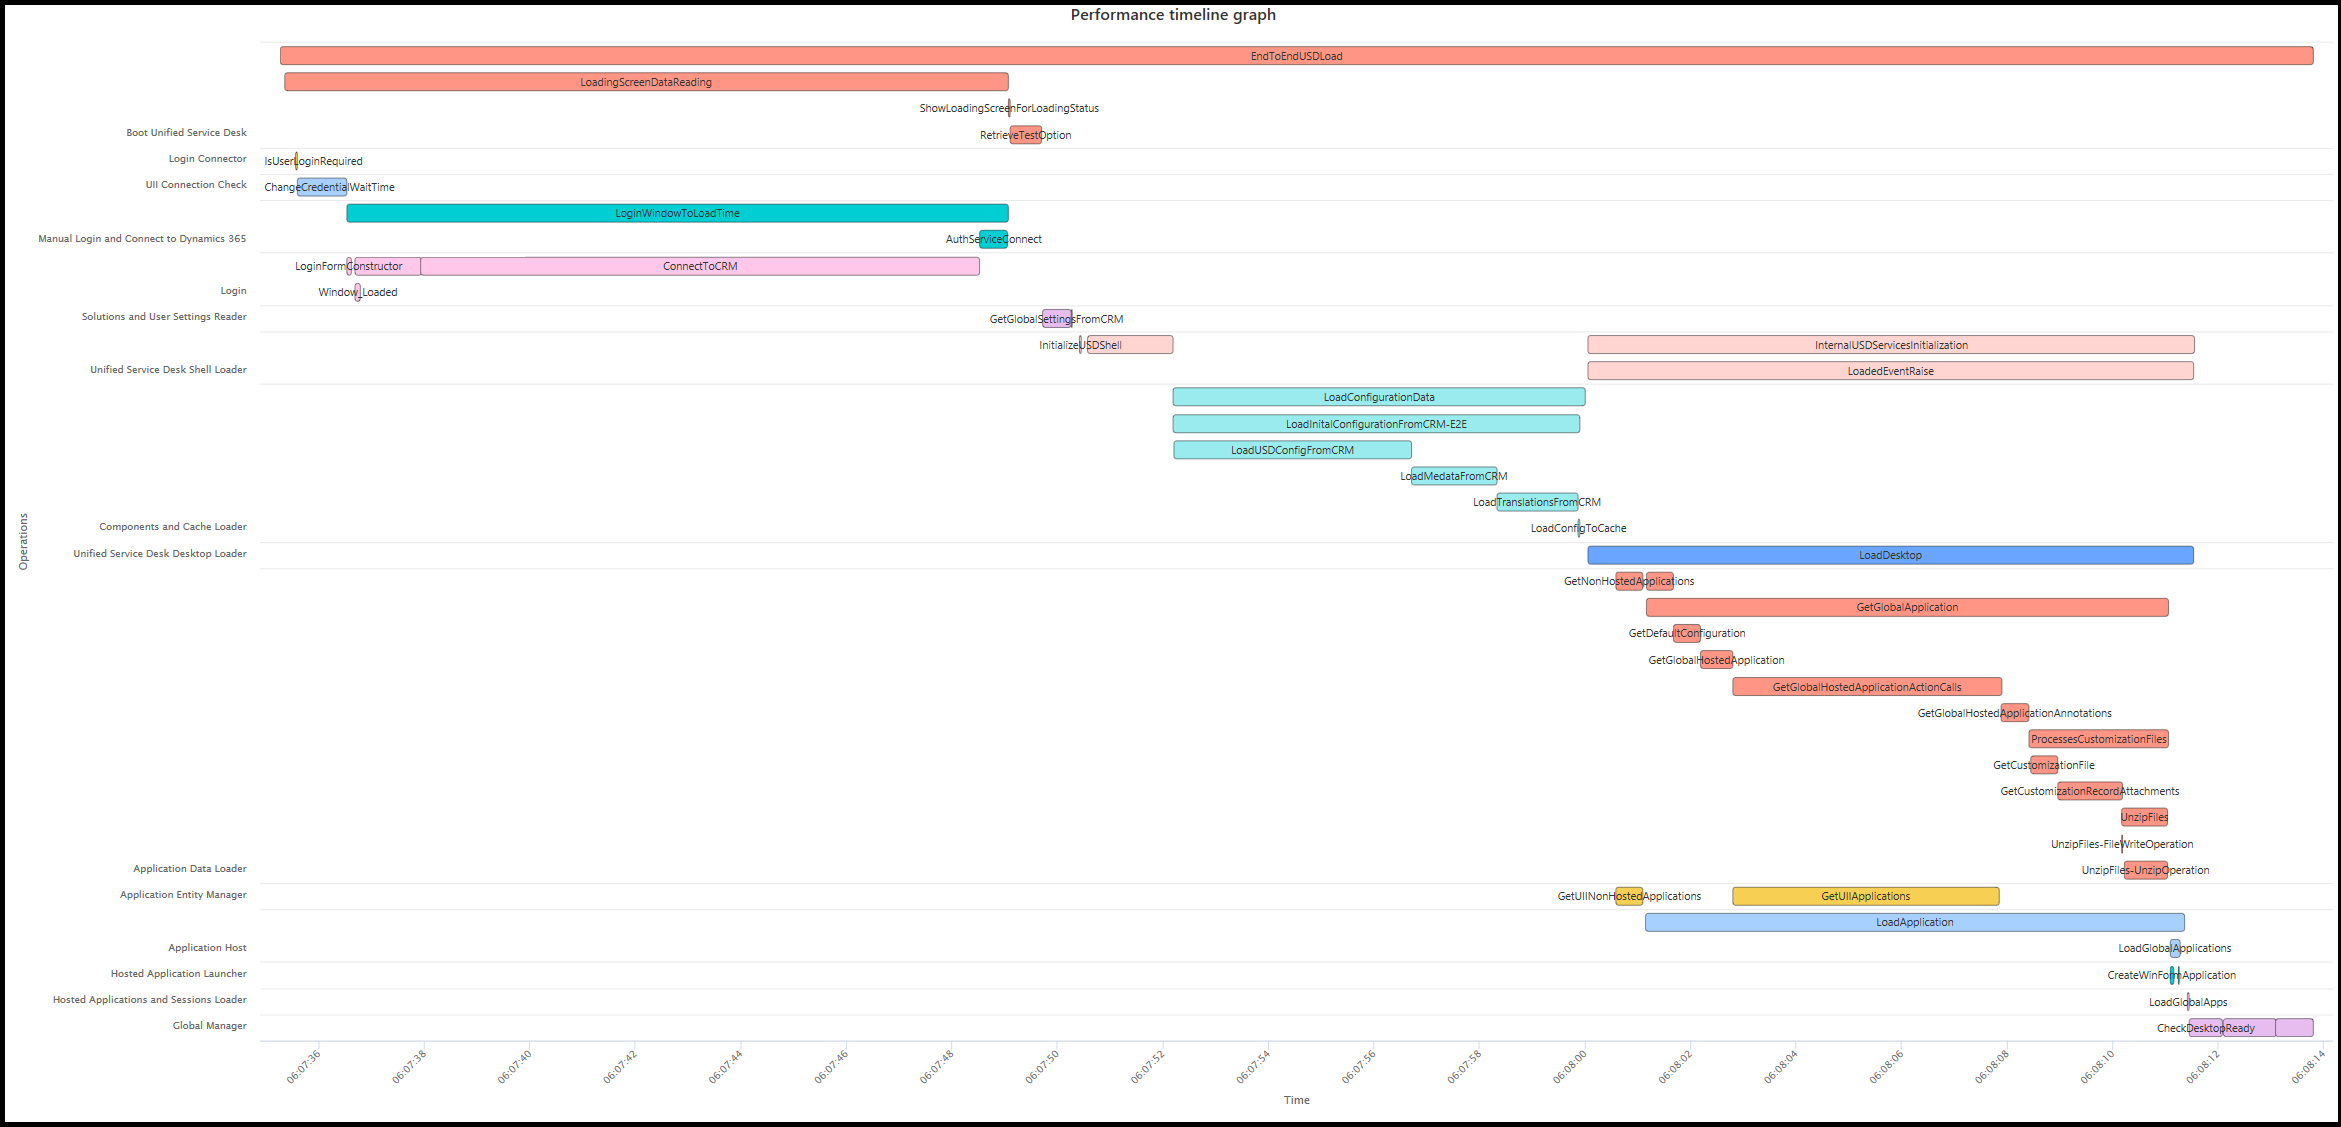 Performance timeline graph
EndToEndUSDLoad
LoadingScreenDataReading
ShowLoadingScreenForLoadingStatus
Boot Unified Service Desk
RetrieveTestOption
Login Connector
IsUserLoginRequired
UII Connection Check
ChangeCredentialWaitTime
LoginWindowToLoadTime
Manual Login and Connect to Dynamics 365
AuthServiceConnect
LoginFormConstructor
ConnectToCRM
Login
Window_Loaded
Solutions and User Settings Reader
GetGlobalSettingsFromCRM
InitializeUSDShell
InternalUSDServicesInitialization
Unified Service Desk Shell Loader
LoadedEventRaise
LoadConfigurationData
LoadInitalConfigurationFromCRM-E2E
LoadUSDConfigFromCRM
LoadMedataFromCRM
LoadTranslationsFromCRM
Operations
Components and Cache Loader
LoadConfigToCache
Unified Service Desk Desktop Loader
LoadDesktop
GetNonHostedApplications
GetGlobalApplication
GetDefaultConfiguration
GetGlobalHostedApplication
GetGlobalHostedApplicationActionCalls
GetGlobalHostedApplicationAnnotations
ProcessesCustomizationFiles
GetCustomizationFile
GetCustomizationRecordAttachments
UnzipFiles
UnzipFiles-FileWriteOperation
Application Data Loader
UnzipFiles-UnzipOperation
Application Entity Manager
GetUIINonHostedApplications
GetUIIApplications
LoadApplication
Application Host
LoadGlobalApplications
Hosted Application Launcher
CreateWinFormApplication
Hosted Applications and Sessions Loader
LoadGlobalApps
Global Manager
CheckDesktopReady
06:07:36
06:07:38
06:07:40
06:07:42
06:07:44
06:07:46
06:07:48
06:07:50
06:07:52
06:07:54
06:07:56
06:07:58
06:08:00
06:08:02
06:08:04
06:08:06
06:08:08
06:08:10
06:08:12
06:08:14
Time